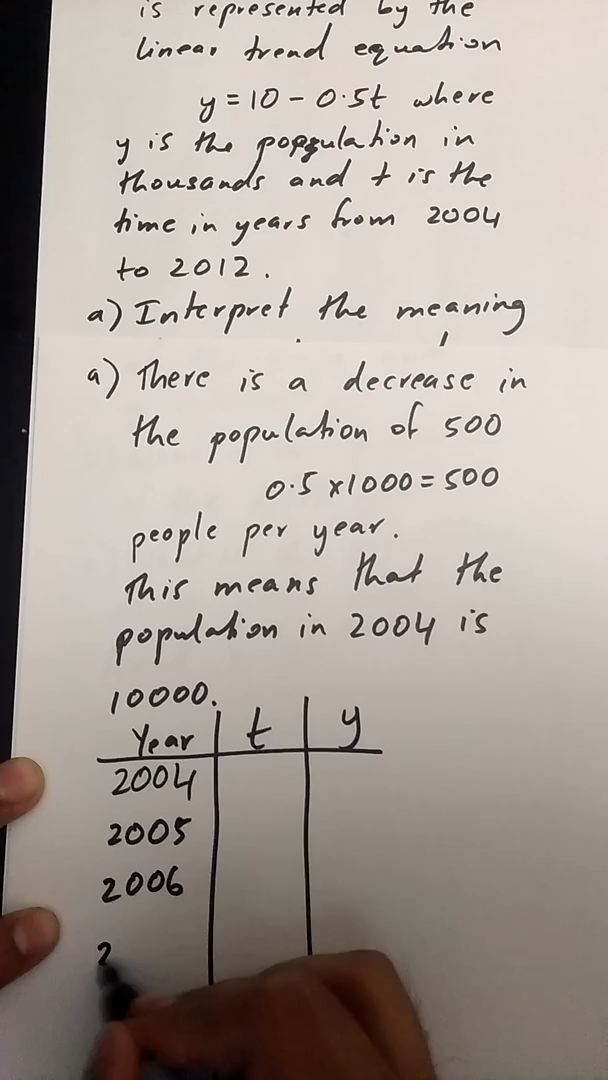 is represented by the
linear trend equation
y = 10 - 0.5t where
y is the population in
thousands and t is the
time in years from 2004
to 2012.
a) Interpret the meaning
a) There is a decrease in
the population of 500
0.5 x 1000 = 500
people per year.
This means that the
population in 2004 is
10000.
Year t y
2004
2005
2006
2